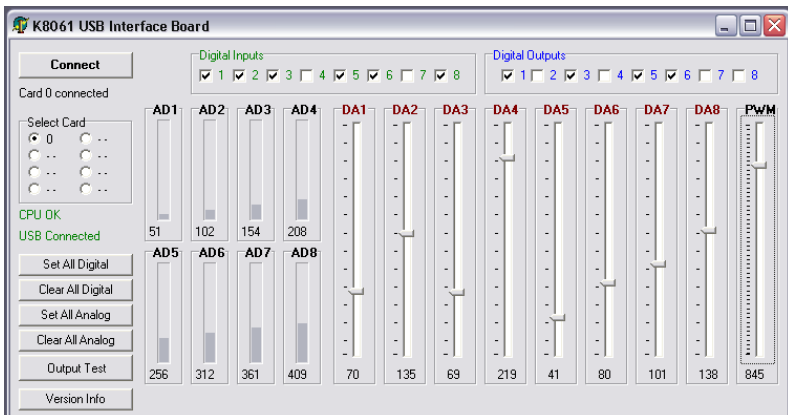 K8061 USB Interface Board
Connect
Card 0 connected
Select Card
0 --
-- --
-- --
-- --
CPU OK
USB Connected
Set All Digital
Clear All Digital
Set All Analog
Clear All Analog
Output Test
Version Info
Digital Inputs
1 2 3 4 5 6 7 8
Digital Outputs
1 2 3 4 5 6 7 8
AD1 AD2 AD3 AD4
51 102 154 208
AD5 AD6 AD7 AD8
256 312 361 409
DA1 DA2 DA3 DA4 DA5 DA6 DA7 DA8 PWM
70 135 69 219 41 80 101 138 845